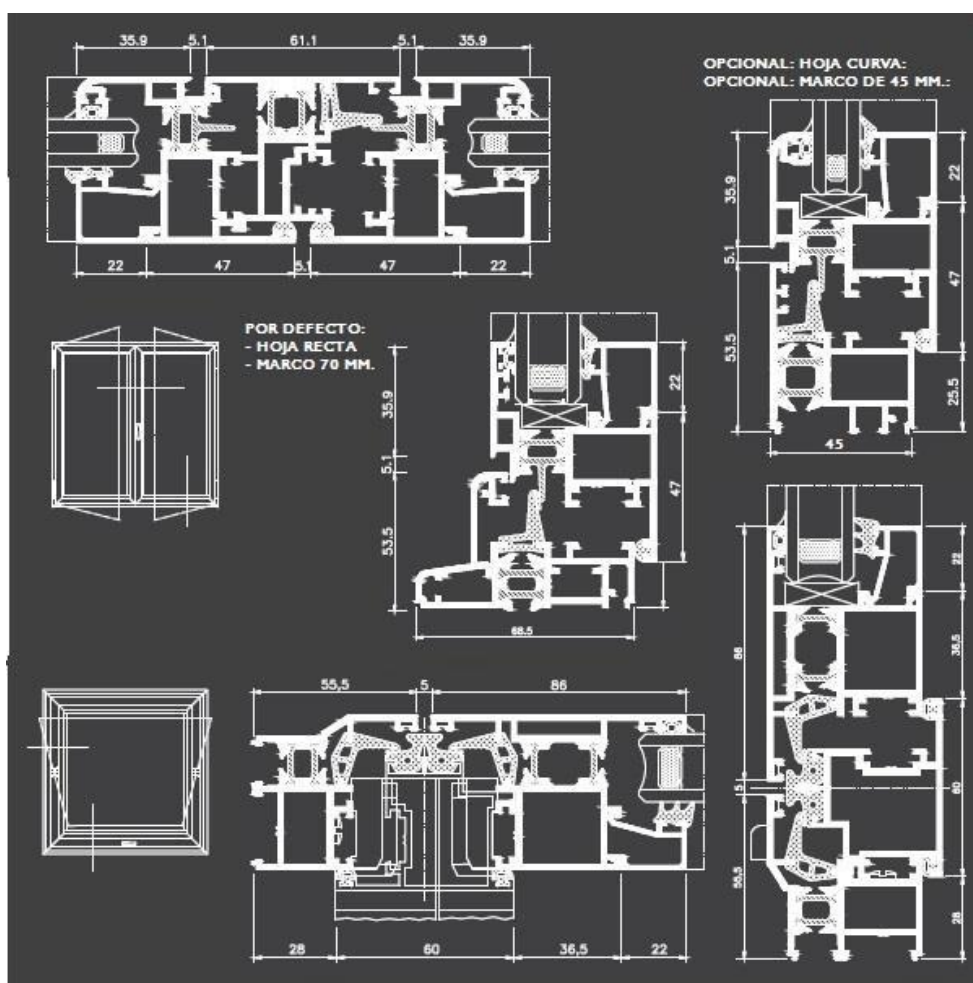 35.9 5.1 61.1 5.1 35.9
22 47 5.1 47 22
OPCIONAL: HOJA CURVA:
OPCIONAL: MARCO DE 45 MM.:
35.9
5.1
53.5
22
47
25.5
45
POR DEFECTO:
- HOJA RECTA
- MARCO 70 MM.
35.9
5.1
53.5
22
47
68.5
55,5 5 86
28 60 36,5 22
86
5
55,5
22
36,5
60
28